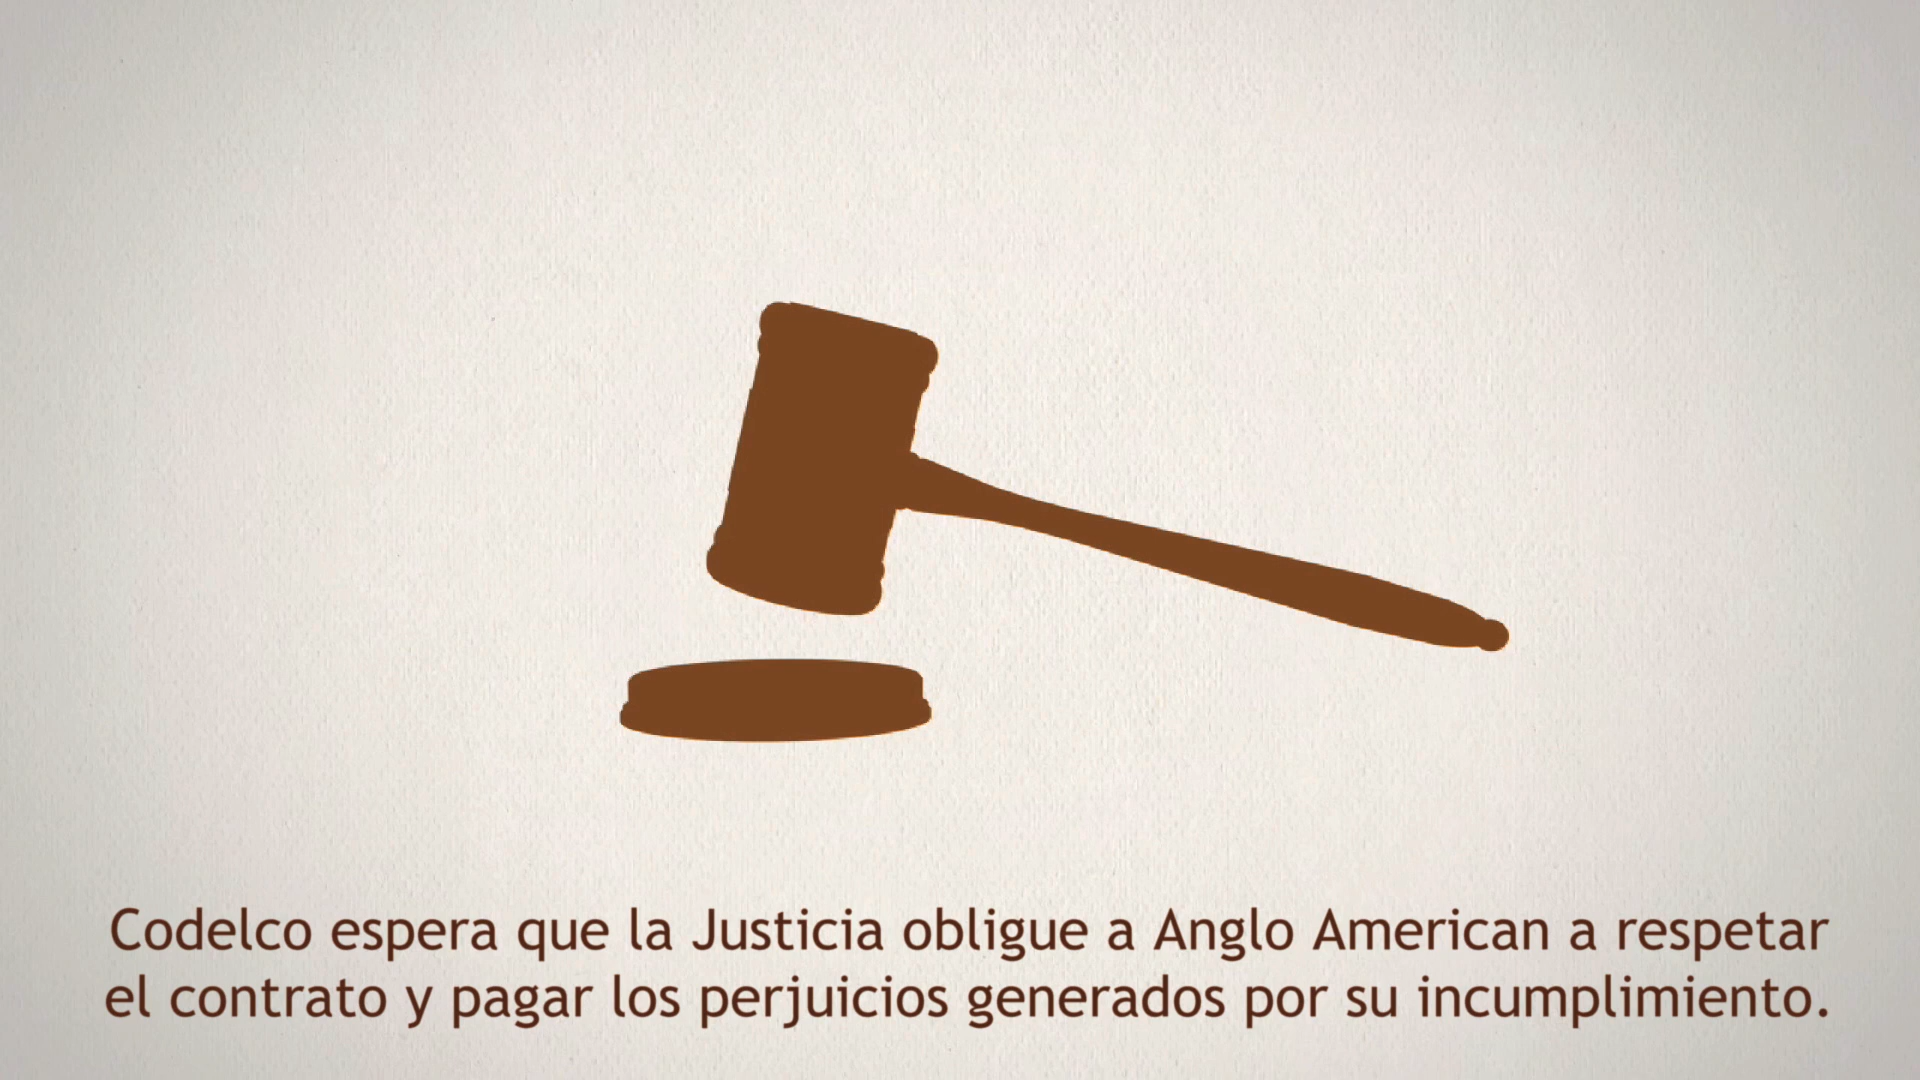 Codelco espera que la Justicia obligue a Anglo American a respetar
el contrato y pagar los perjuicios generados por su incumplimiento.